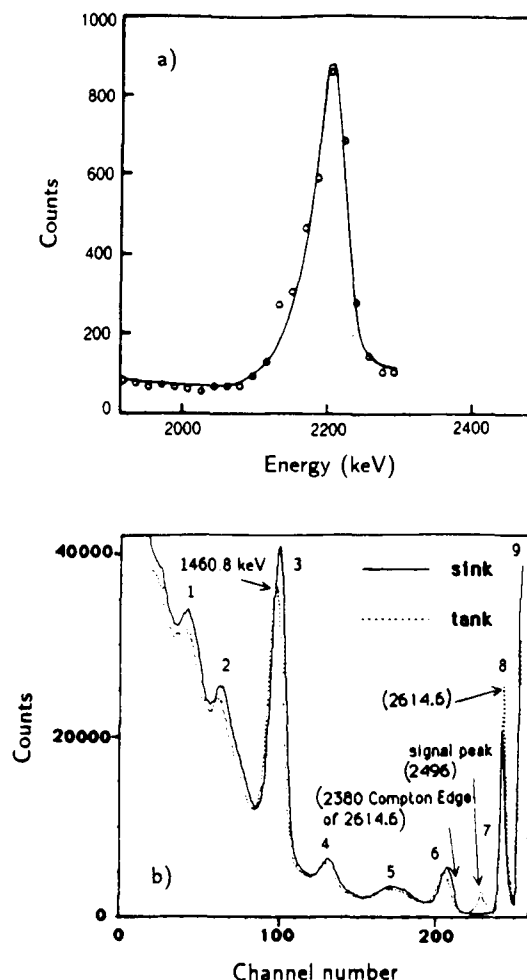 1000
a)
800
600
400
200
0
Counts
2000
2200
2400
Energy (keV)
40000
20000
0
Counts
1460.8 keV
1
2
3
4
5
6
7
8
9
sink
tank
(2614.6)
signal peak
(2496)
(2380 Compton Edge
of 2614.6)
b)
0
100
200
Channel number